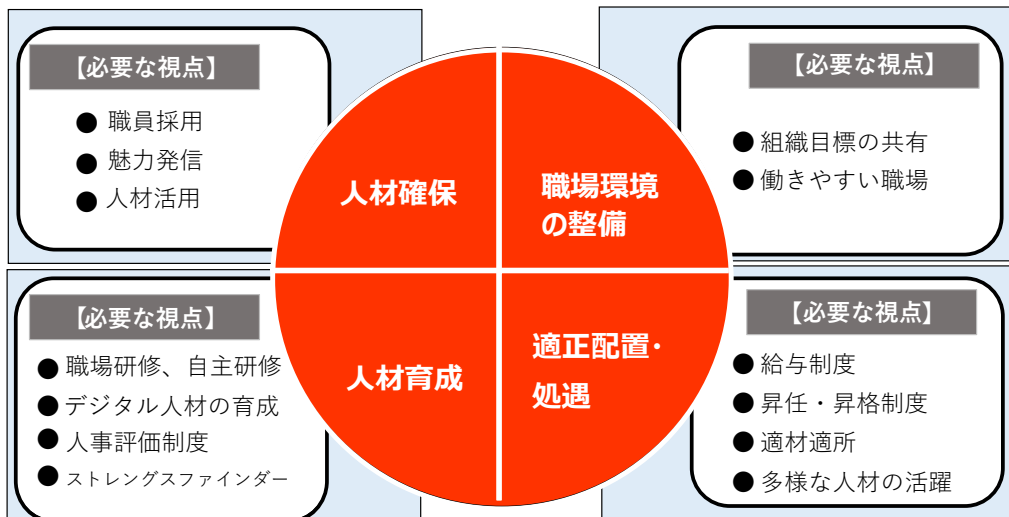 【必要な視点】
● 職員採用
● 魅力発信
● 人材活用
人材確保
職場環境
の整備
【必要な視点】
● 組織目標の共有
● 働きやすい職場
【必要な視点】
● 職場研修、自主研修
● デジタル人材の育成
● 人事評価制度
● ストレングスファインダー
人材育成
適正配置・
処遇
【必要な視点】
● 給与制度
● 昇任・昇格制度
● 適材適所
● 多様な人材の活躍